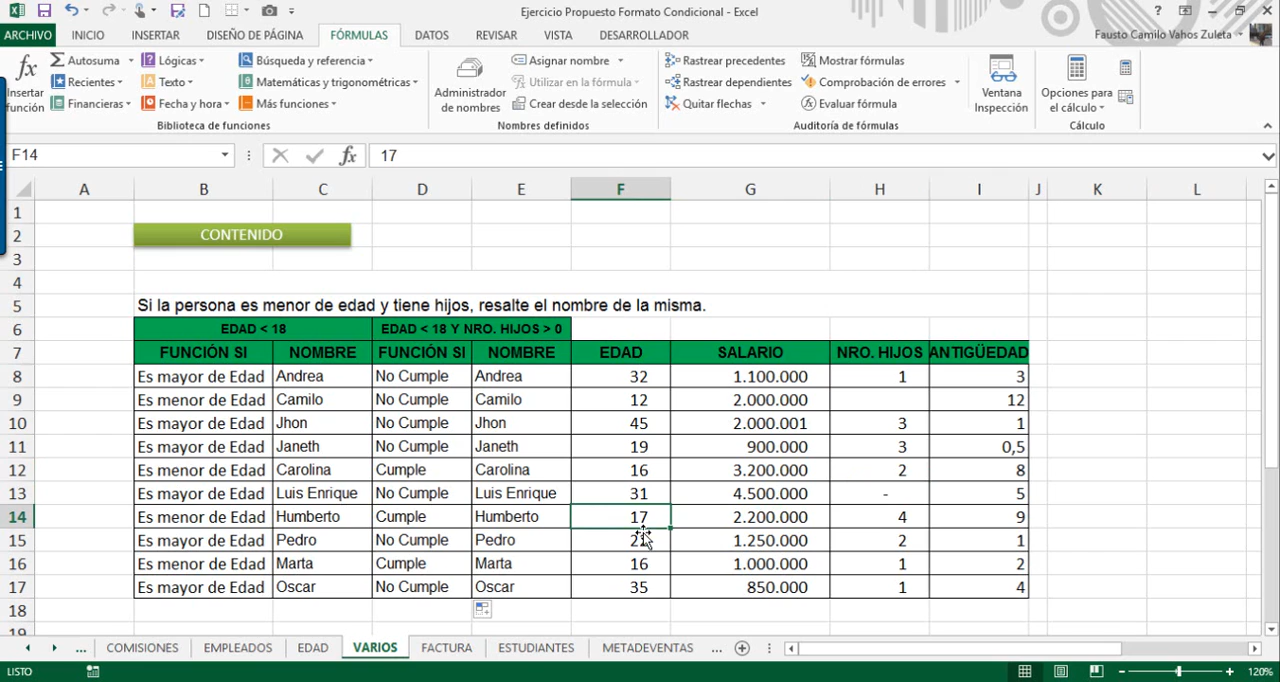 Ejercicio Propuesto Formato Condicional - Excel
?
ARCHIVO INICIO INSERTAR DISEÑO DE PÁGINA FÓRMULAS DATOS REVISAR VISTA DESARROLLADOR Fausto Camilo Vahos Zuleta
fx Autosuma Lógicas Búsqueda y referencia Asignar nombre Rastrear precedentes Mostrar fórmulas
Insertar función Recientes Texto Matemáticas y trigonométricas Administrador de nombres Utilizar en la fórmula Rastrear dependientes Comprobación de errores Ventana Inspección Opciones para el cálculo
Financieras Fecha y hora Más funciones Crear desde la selección Quitar flechas Evaluar fórmula
Biblioteca de funciones Nombres definidos Auditoría de fórmulas Cálculo
F14 fx 17
A B C D E F G H I J K L
1
2 CONTENIDO
3
4
5 Si la persona es menor de edad y tiene hijos, resalte el nombre de la misma.
6 EDAD < 18 EDAD < 18 Y NRO. HIJOS > 0
7 FUNCIÓN SI NOMBRE FUNCIÓN SI NOMBRE EDAD SALARIO NRO. HIJOS ANTIGÜEDAD
8 Es mayor de Edad Andrea No Cumple Andrea 32 1.100.000 1 3
9 Es menor de Edad Camilo No Cumple Camilo 12 2.000.000 12
10 Es mayor de Edad Jhon No Cumple Jhon 45 2.000.001 3 1
11 Es mayor de Edad Janeth No Cumple Janeth 19 900.000 3 0,5
12 Es menor de Edad Carolina Cumple Carolina 16 3.200.000 2 8
13 Es mayor de Edad Luis Enrique No Cumple Luis Enrique 31 4.500.000 - 5
14 Es menor de Edad Humberto Cumple Humberto 17 2.200.000 4 9
15 Es mayor de Edad Pedro No Cumple Pedro 1.250.000 2 1
16 Es menor de Edad Marta Cumple Marta 16 1.000.000 1 2
17 Es mayor de Edad Oscar No Cumple Oscar 35 850.000 1 4
18
19
... COMISIONES EMPLEADOS EDAD VARIOS FACTURA ESTUDIANTES METADEVENTAS ...
LISTO 120%